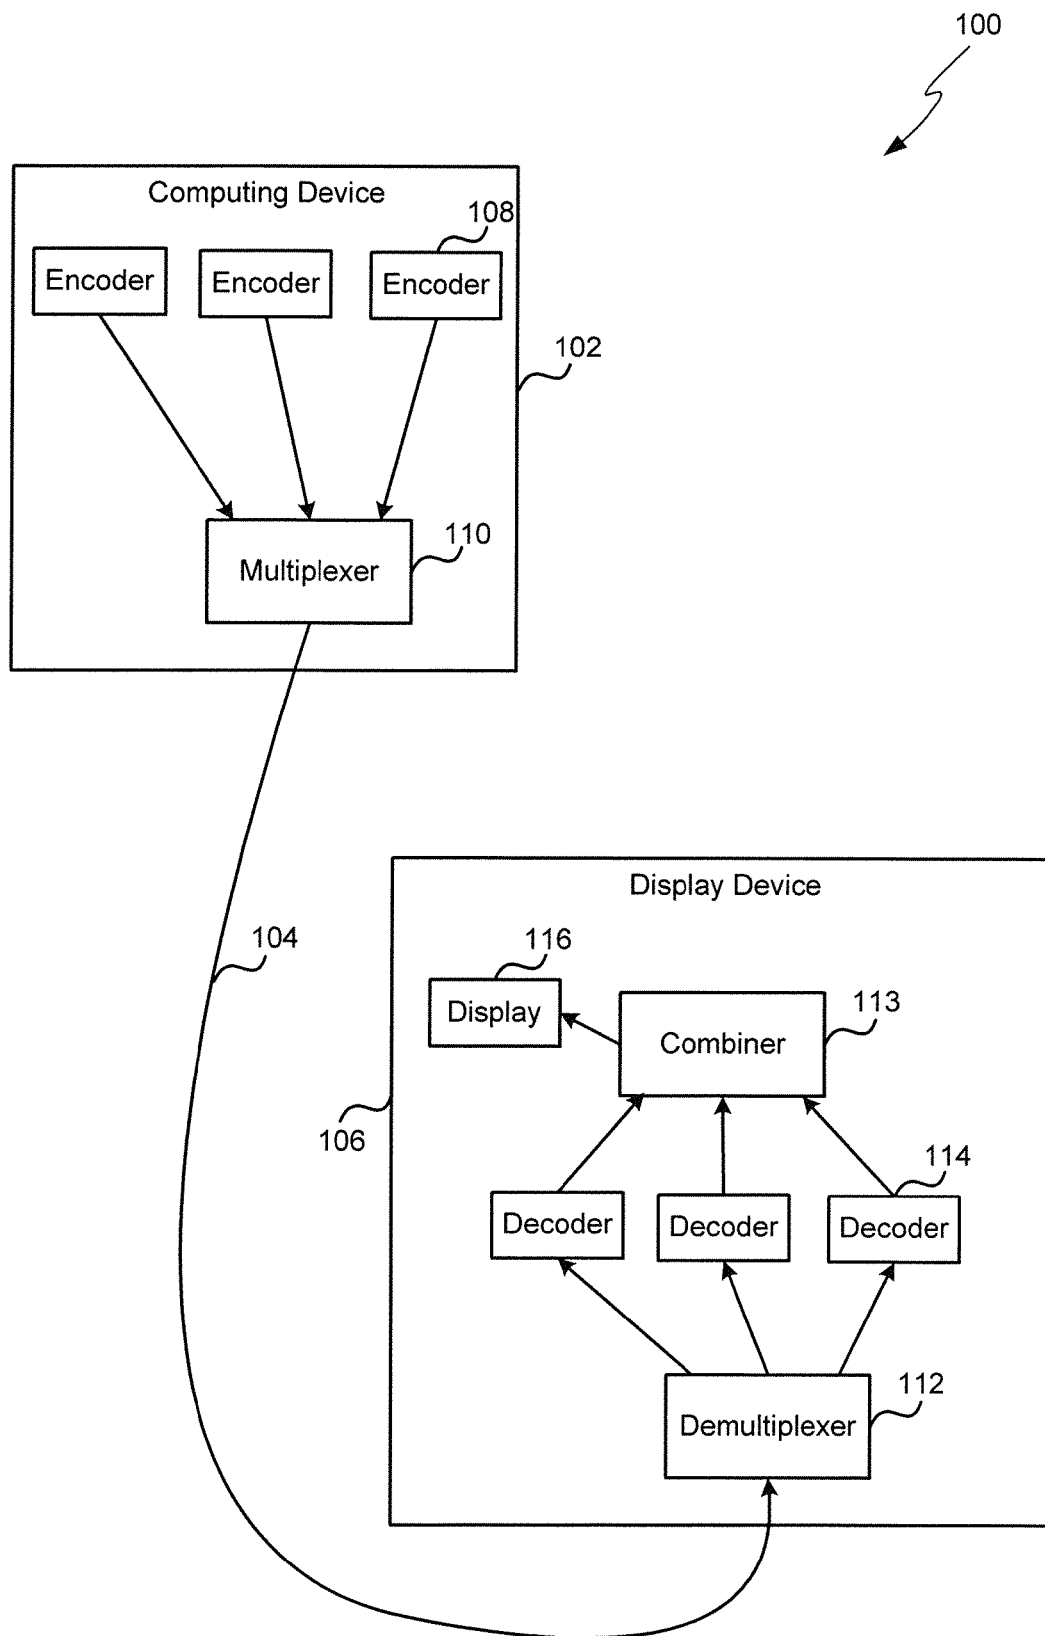 100
Computing Device
108
Encoder
Encoder
Encoder
102
110
Multiplexer
Display Device
104
116
Display
113
Combiner
106
114
Decoder
Decoder
Decoder
112
Demultiplexer